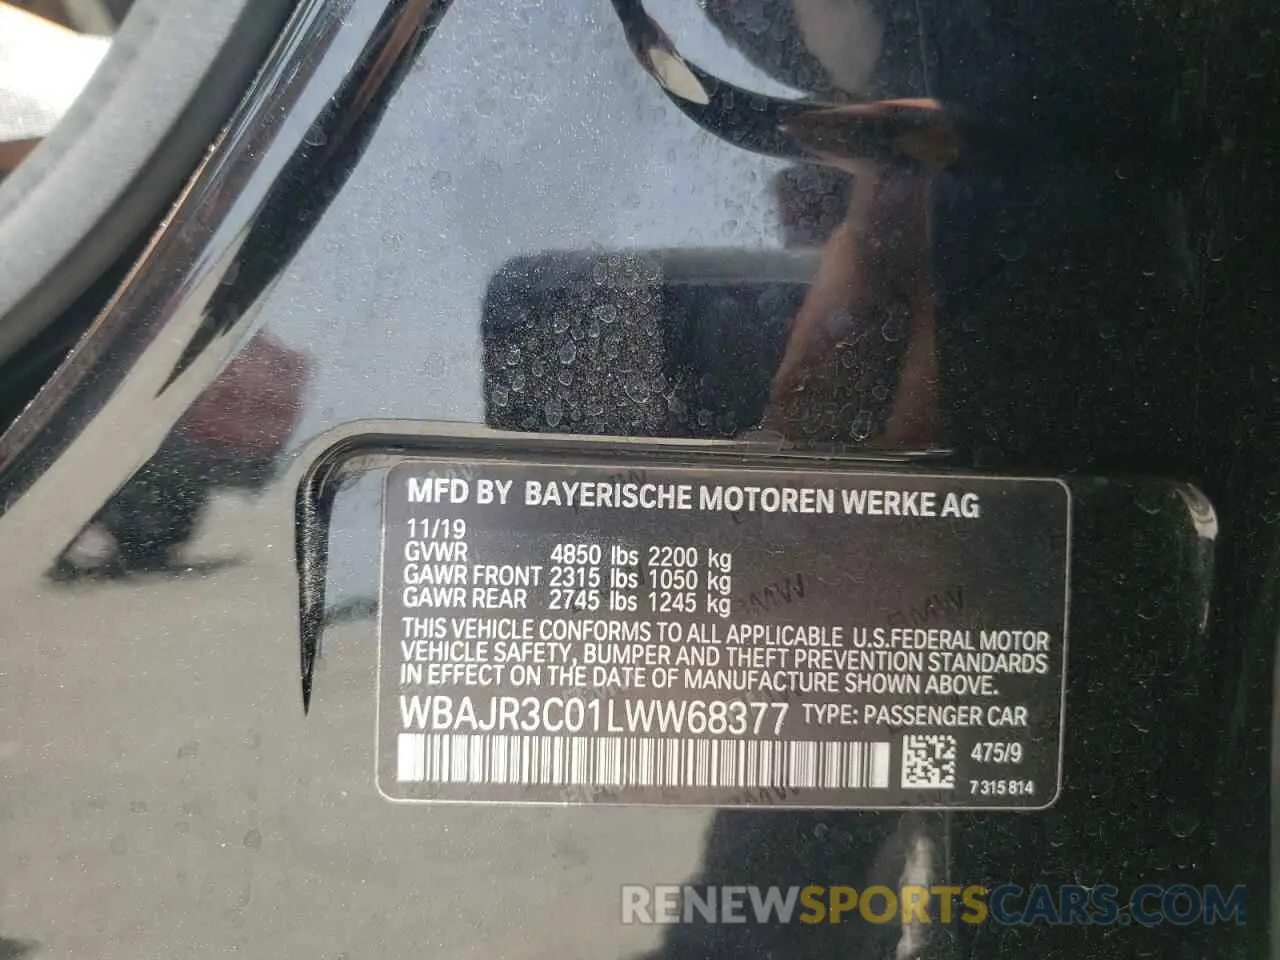 MFD BY BAYERISCHE MOTOREN WERKE AG
11/19
GVWR 4850 lbs 2200 kg
GAWR FRONT 2315 lbs 1050 kg
GAWR REAR 2745 lbs 1245 kg
THIS VEHICLE CONFORMS TO ALL APPLICABLE U.S.FEDERAL MOTOR
VEHICLE SAFETY, BUMPER AND THEFT PREVENTION STANDARDS
IN EFFECT ON THE DATE OF MANUFACTURE SHOWN ABOVE.
WBAJR3C01LWW68377 TYPE: PASSENGER CAR
475/9
7 315 814
RENEWSPORTSCARS.COM